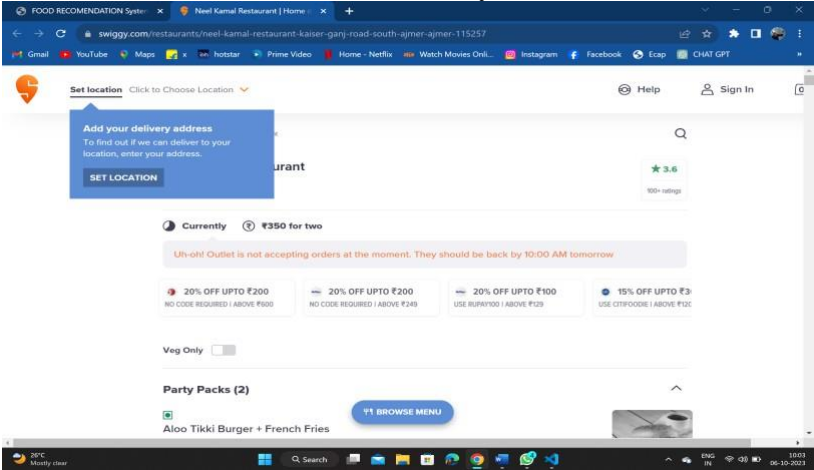 FOOD RECOMENDATION System
Neel Kamal Restaurant | Home
swiggy.com/restaurants/neel-kamal-restaurant-kaiser-ganj-road-south-ajmer-ajmer-115257
Gmail YouTube Maps x hotstar Prime Video Home - Netflix Watch Movies Onli... Instagram Facebook Ecap CHAT GPT »
Set location Click to Choose Location Help Sign In
Add your delivery address
To find out if we can deliver to your
location, enter your address.
SET LOCATION
urant
★ 3.6
100+ ratings
Currently ₹350 for two
Uh-oh! Outlet is not accepting orders at the moment. They should be back by 10:00 AM tomorrow
20% OFF UPTO ₹200 20% OFF UPTO ₹200 20% OFF UPTO ₹100 15% OFF UPTO ₹3
NO CODE REQUIRED | ABOVE ₹600 NO CODE REQUIRED | ABOVE ₹249 USE RUPAY100 | ABOVE ₹129 USE CITIFOODIE | ABOVE ₹120
Veg Only
Party Packs (2)
BROWSE MENU
Aloo Tikki Burger + French Fries
26°C
Mostly clear
Search
ENG
IN
10:03
06-10-2023